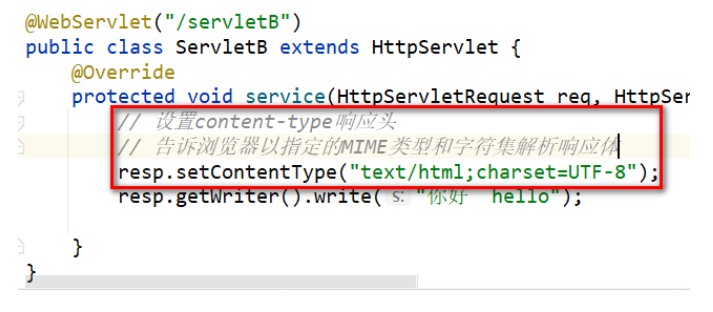 @WebServlet("/servletB")
public class ServletB extends HttpServlet {
@Override
protected void service(HttpServletRequest req, HttpSer
// 设置content-type响应头
// 告诉浏览器以指定的MIME类型和字符集解析响应体
resp.setContentType("text/html;charset=UTF-8");
resp.getWriter().write( s: "你好  hello");
}
}